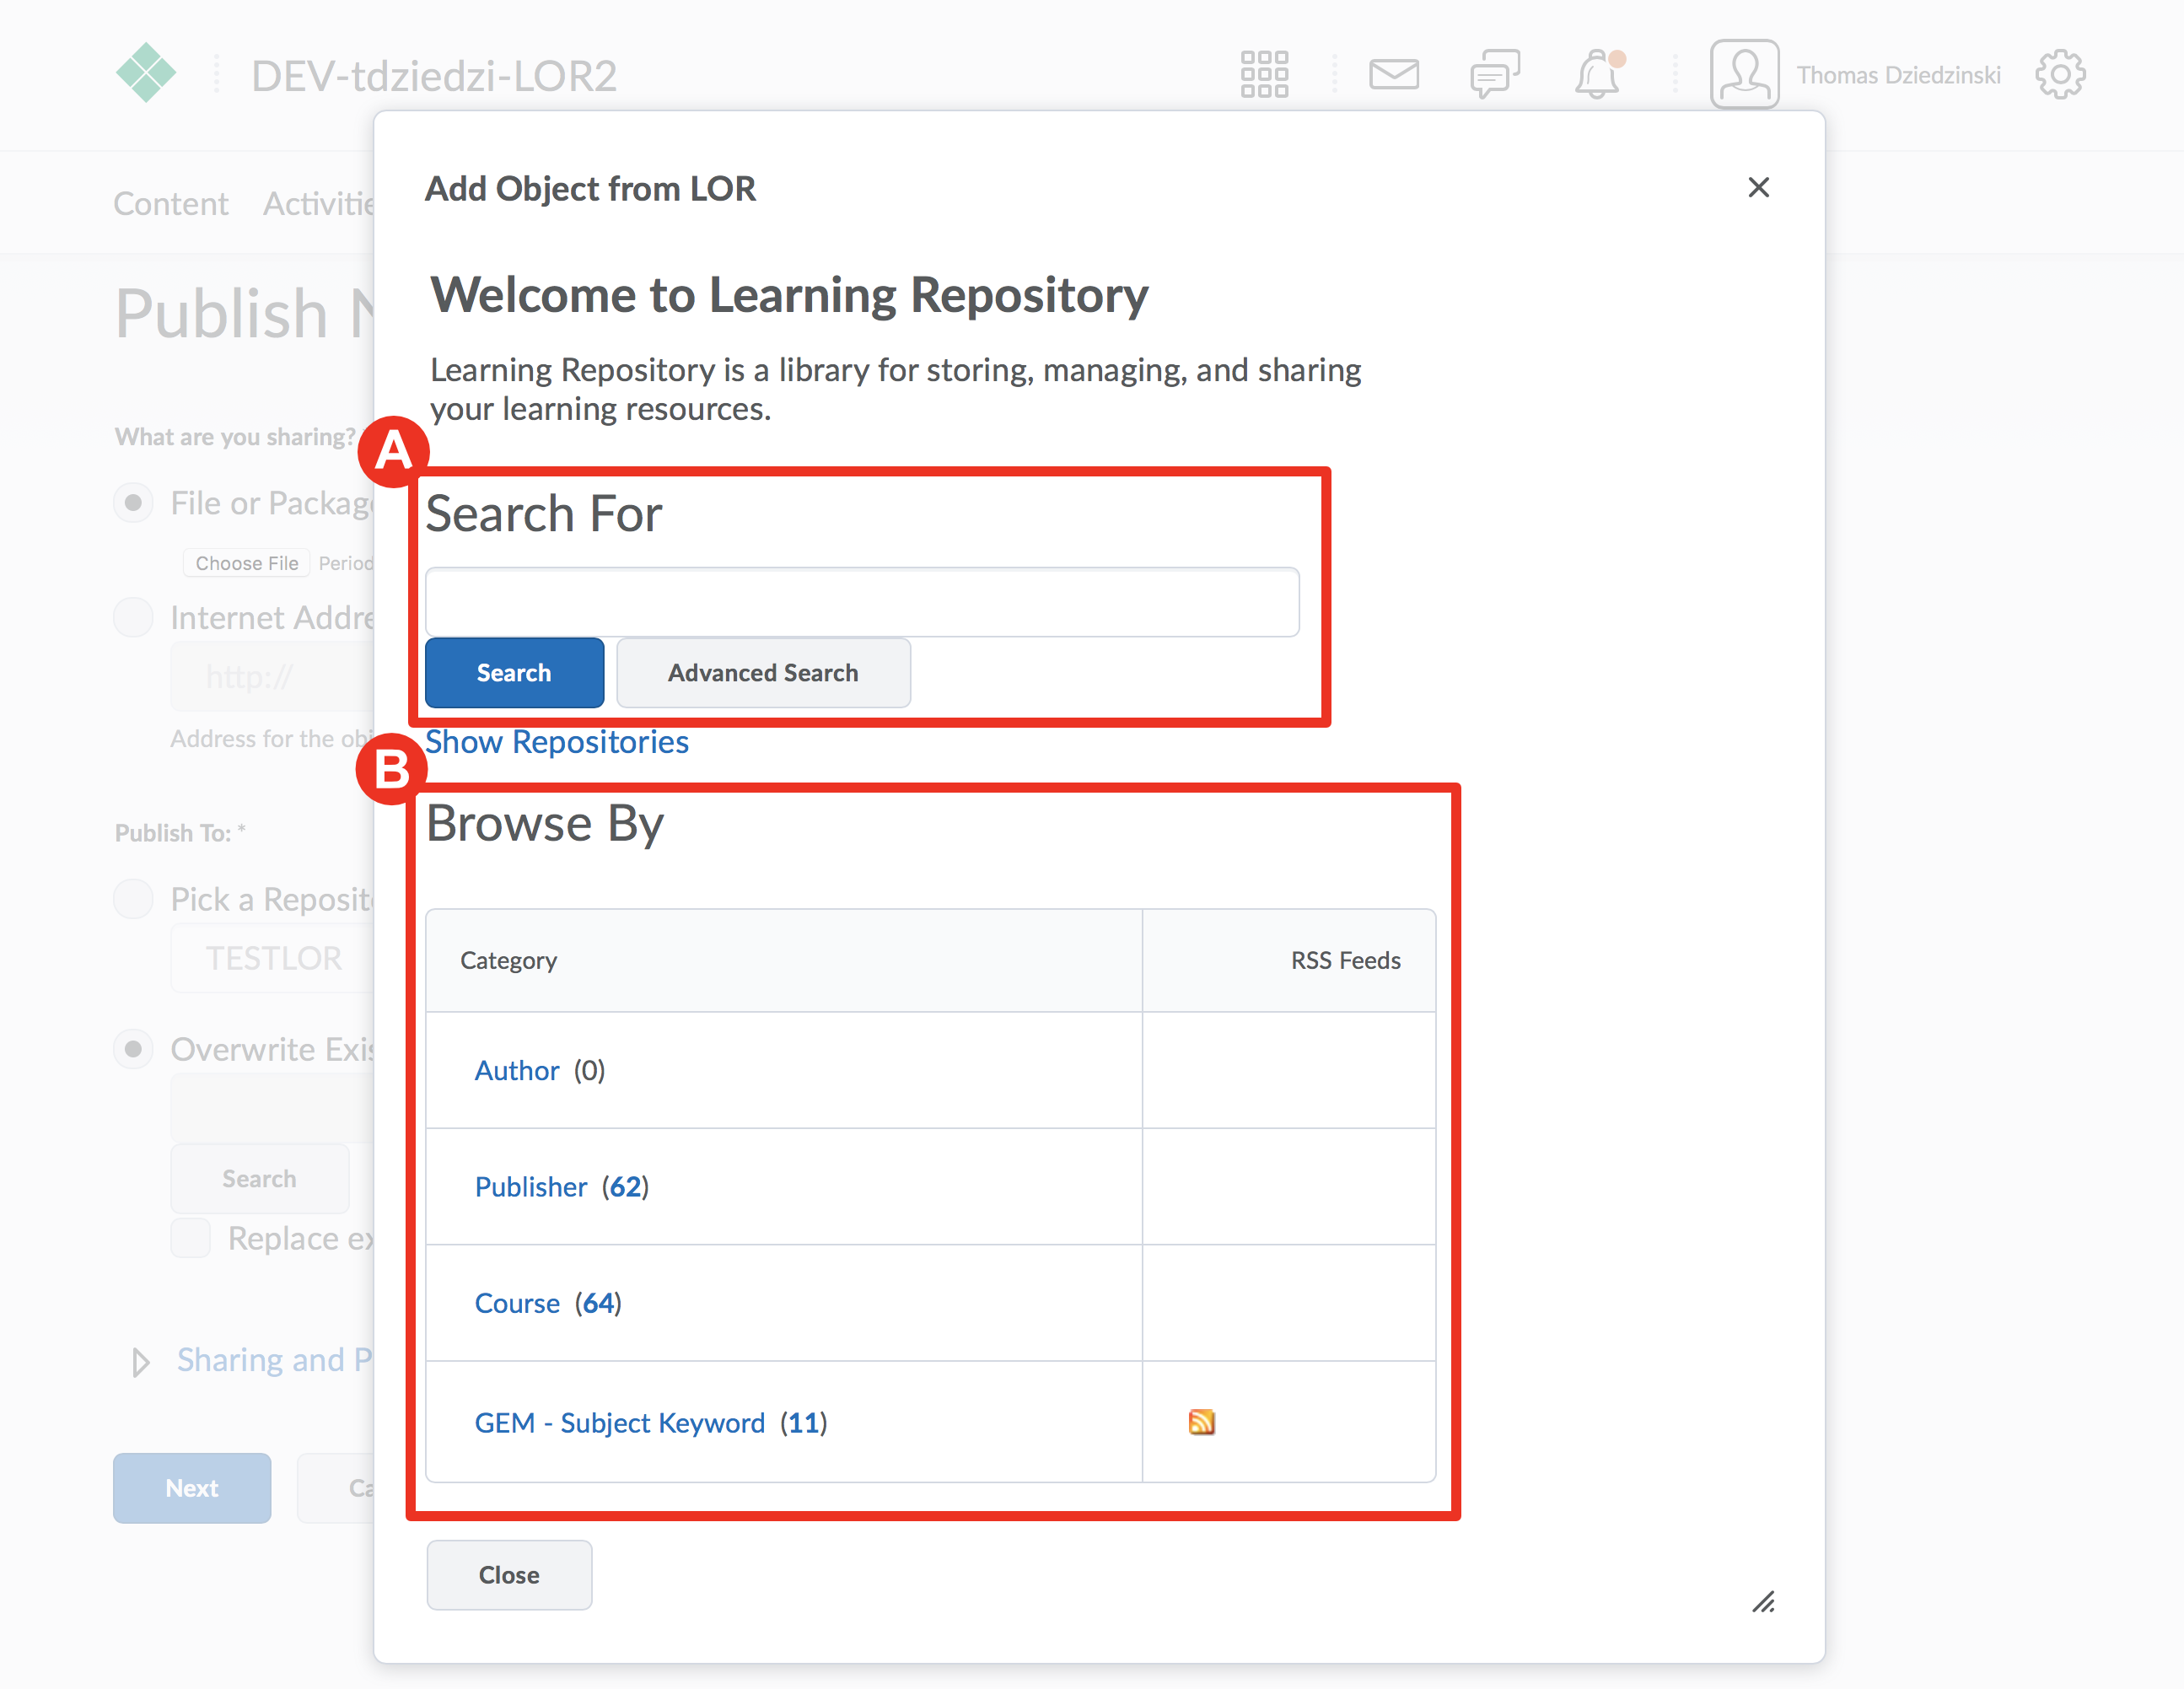 DEV-tdziedzi-LOR2
Thomas Dziedzinski
Content Activitie
Publish N
What are you sharing?
File or Package
Choose File Period
Internet Addre
http://
Address for the obj
Publish To: *
Pick a Reposito
TESTLOR
Overwrite Exis
Search
Replace ex
Sharing and P
Next
Ca
Add Object from LOR
Welcome to Learning Repository
Learning Repository is a library for storing, managing, and sharing
your learning resources.
A
Search For
Search Advanced Search
Show Repositories
B
Browse By
Category RSS Feeds
Author (0)
Publisher (62)
Course (64)
GEM - Subject Keyword (11)
Close